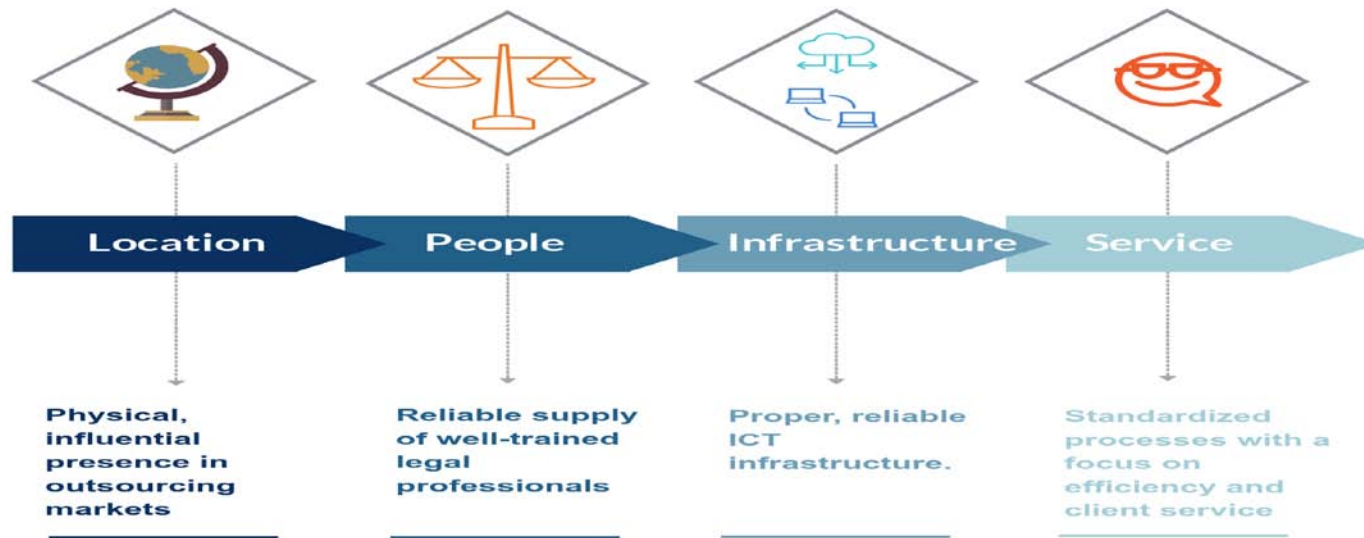 Location
People
Infrastructure
Service
Physical,
influential
presence in
outsourcing
markets
Reliable supply
of well-trained
legal
professionals
Proper, reliable
ICT
infrastructure.
Standardized
processes with a
focus on
efficiency and
client service